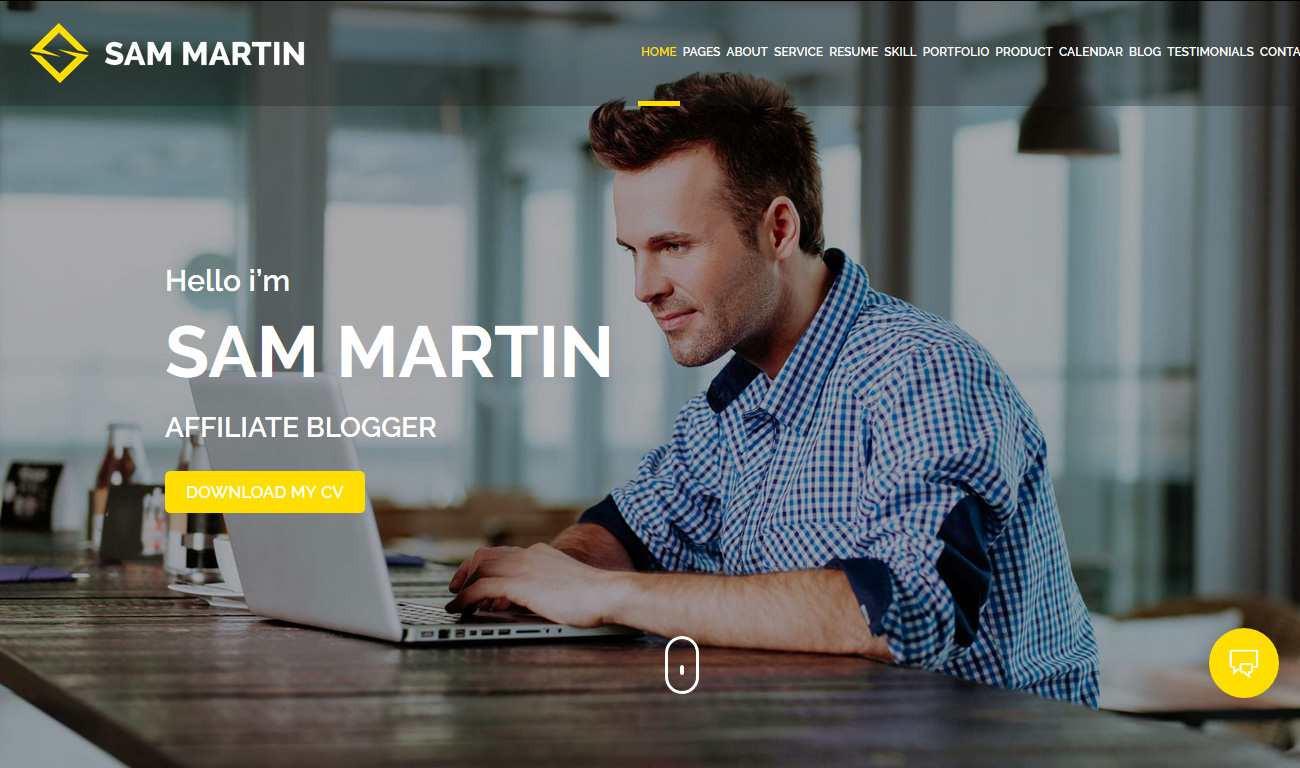 SAM MARTIN
HOME PAGES ABOUT SERVICE RESUME SKILL PORTFOLIO PRODUCT CALENDAR BLOG TESTIMONIALS CONTA
Hello i’m
SAM MARTIN
AFFILIATE BLOGGER
DOWNLOAD MY CV